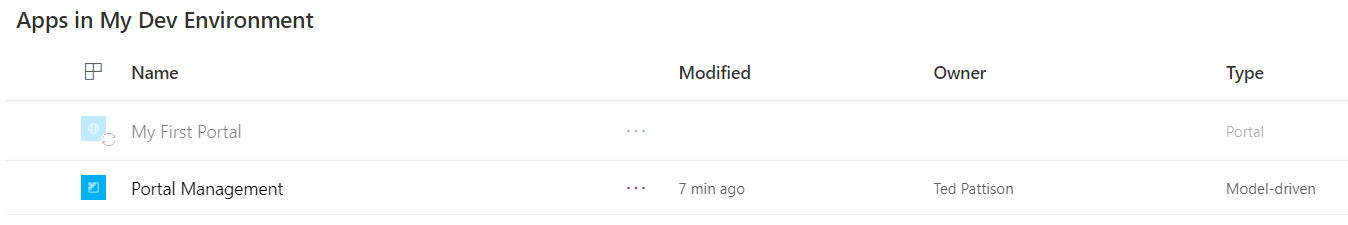 Apps in My Dev Environment
Name Modified Owner Type
My First Portal ... Portal
Portal Management ... 7 min ago Ted Pattison Model-driven